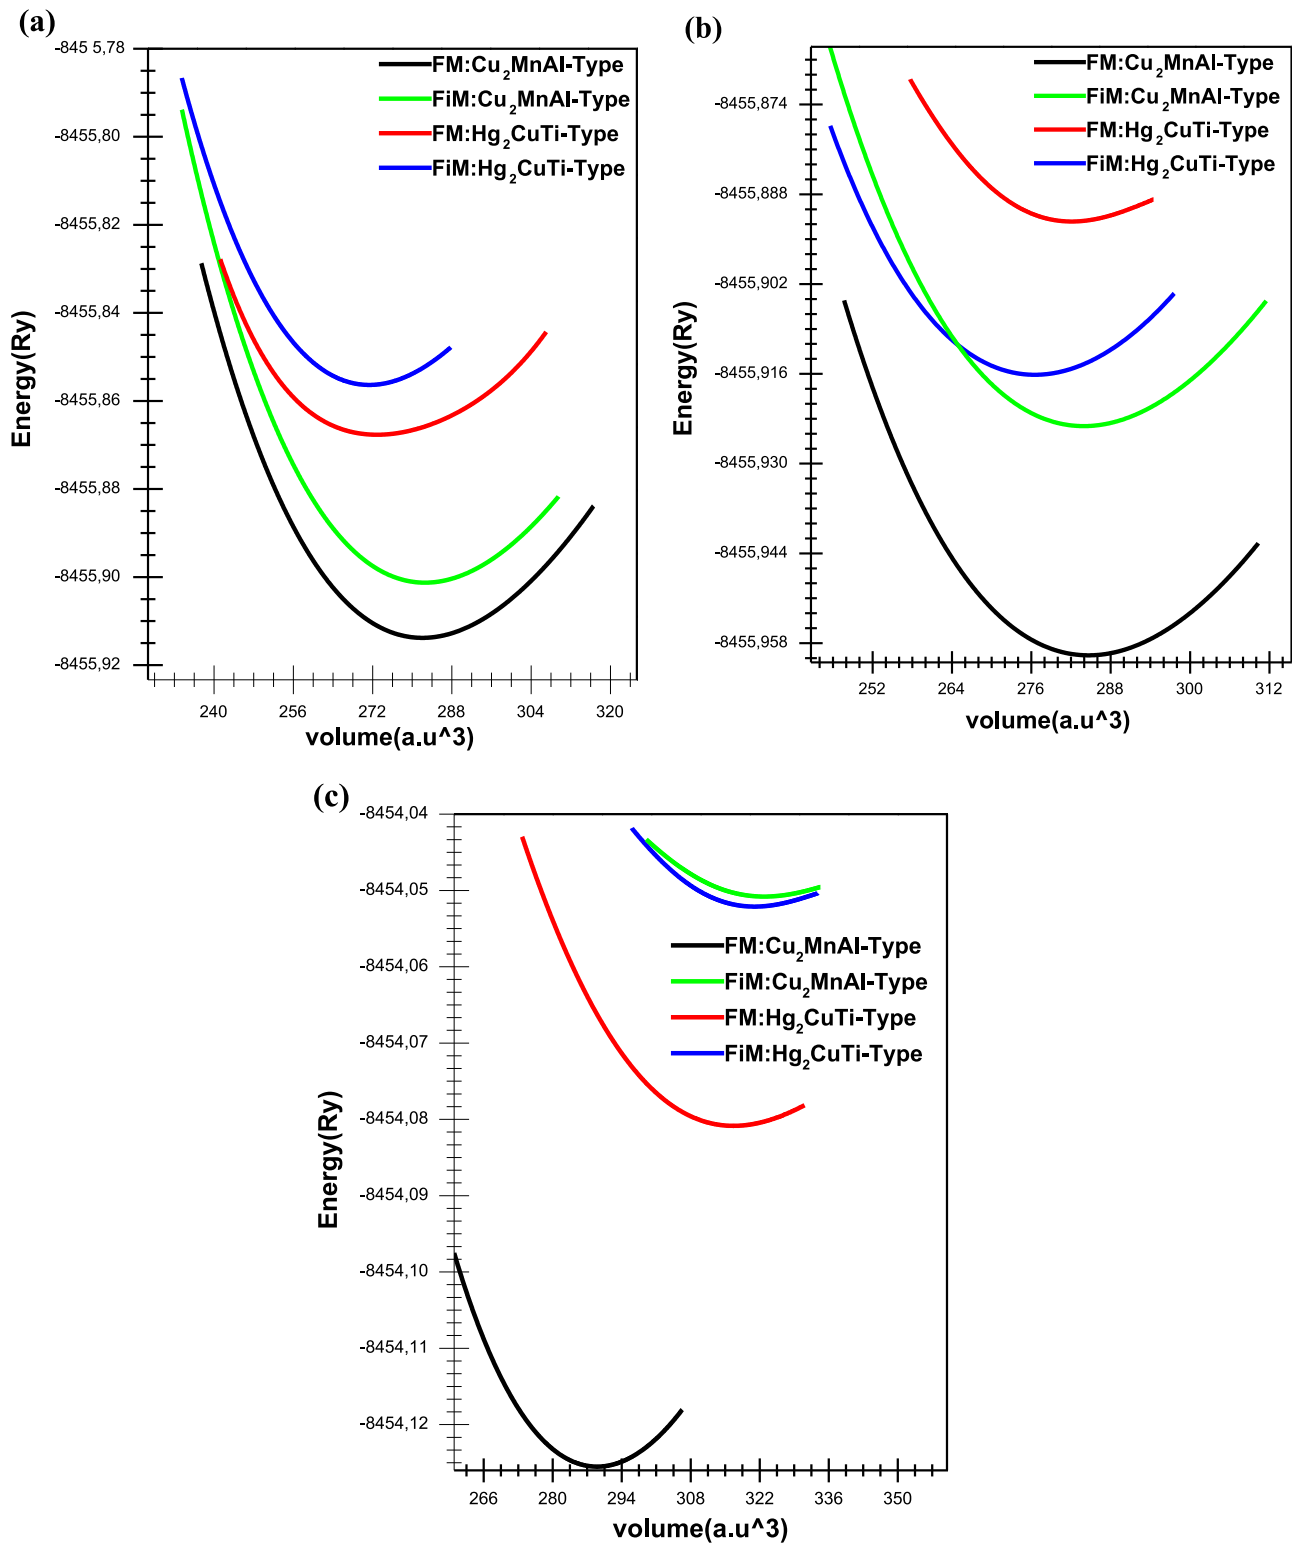 (a)
-845 5,78
-8455,80
-8455,82
-8455,84
-8455,86
-8455,88
-8455,90
-8455,92
Energy(Ry)
FM:Cu₂MnAl-Type
FiM:Cu₂MnAl-Type
FM:Hg₂CuTi-Type
FiM:Hg₂CuTi-Type
240 256 272 288 304 320
volume(a.u^3)
(b)
-8455,874
-8455,888
-8455,902
-8455,916
-8455,930
-8455,944
-8455,958
Energy(Ry)
FM:Cu₂MnAl-Type
FiM:Cu₂MnAl-Type
FM:Hg₂CuTi-Type
FiM:Hg₂CuTi-Type
252 264 276 288 300 312
volume(a.u^3)
(c)
-8454,04
-8454,05
-8454,06
-8454,07
-8454,08
-8454,09
-8454,10
-8454,11
-8454,12
Energy(Ry)
FM:Cu₂MnAl-Type
FiM:Cu₂MnAl-Type
FM:Hg₂CuTi-Type
FiM:Hg₂CuTi-Type
266 280 294 308 322 336 350
volume(a.u^3)